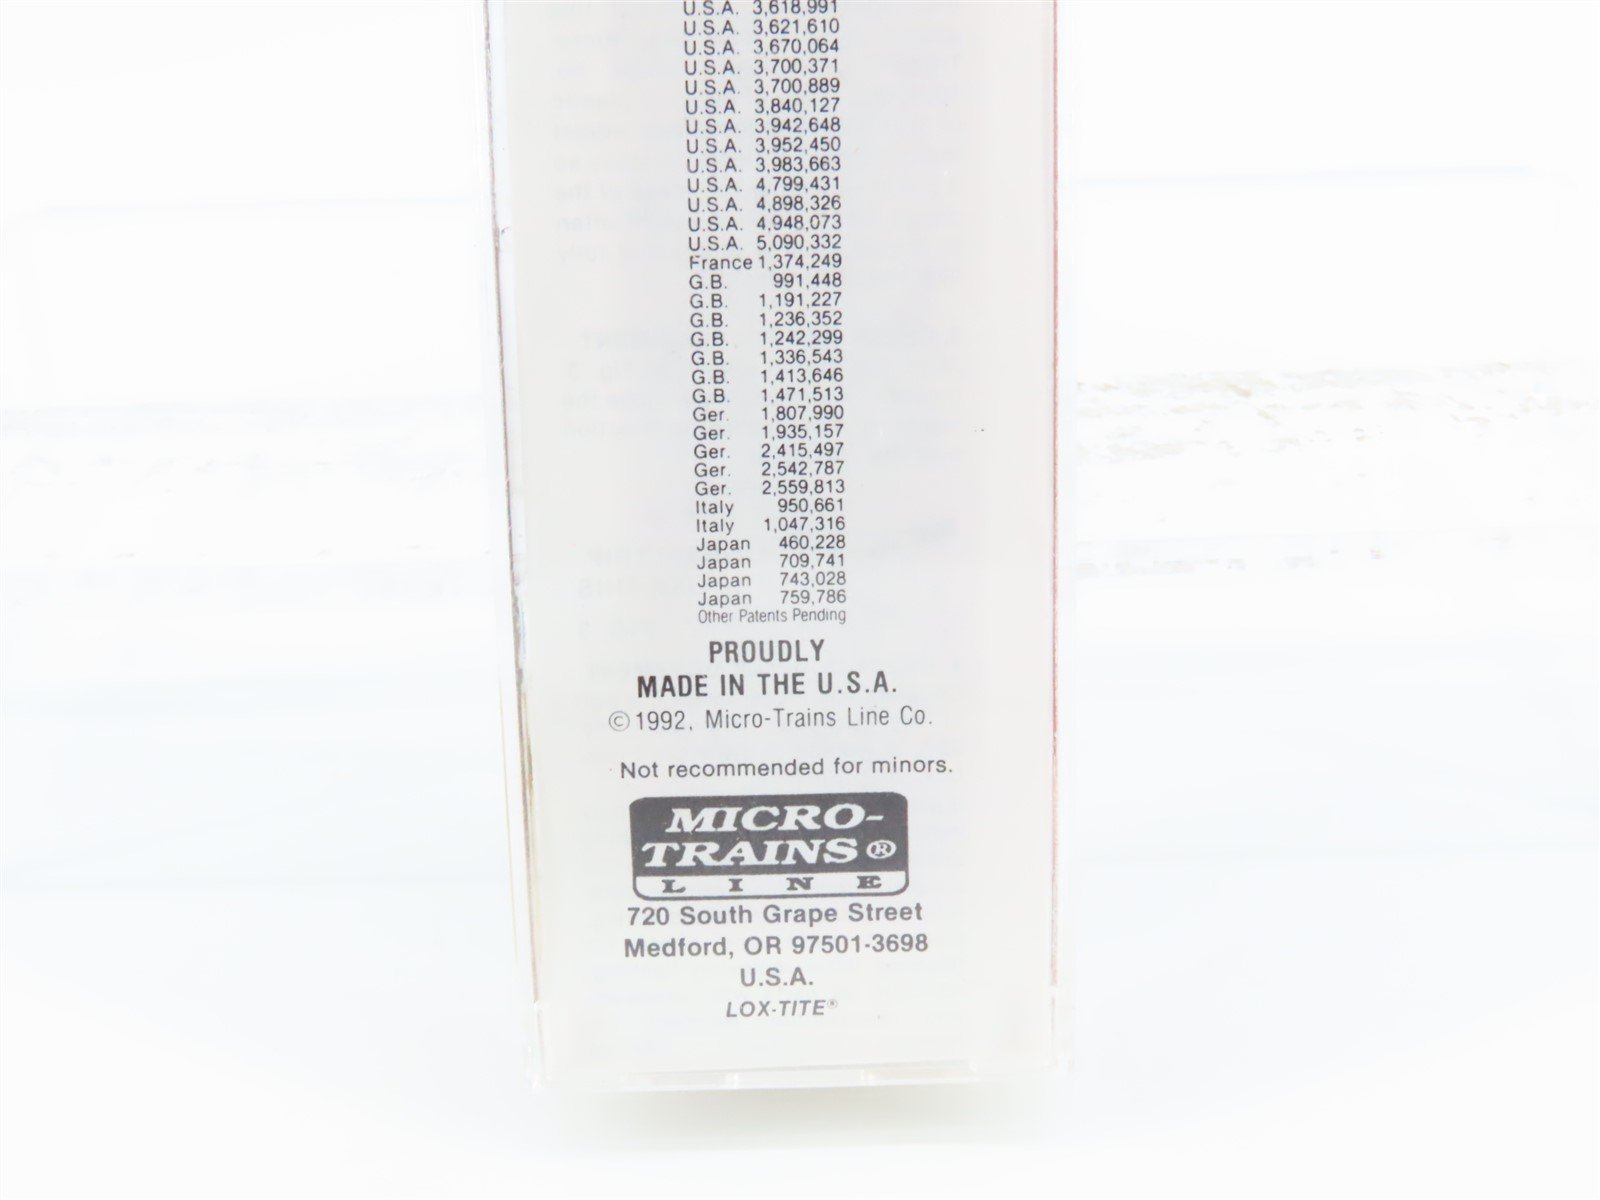 U.S.A. 3,618,991
U.S.A. 3,621,610
U.S.A. 3,670,064
U.S.A. 3,700,371
U.S.A. 3,700,889
U.S.A. 3,840,127
U.S.A. 3,942,648
U.S.A. 3,952,450
U.S.A. 3,983,663
U.S.A. 4,799,431
U.S.A. 4,898,326
U.S.A. 4,948,073
U.S.A. 5,090,332
France 1,374,249
G.B. 991,448
G.B. 1,191,227
G.B. 1,236,352
G.B. 1,242,299
G.B. 1,336,543
G.B. 1,413,646
G.B. 1,471,513
Ger. 1,807,990
Ger. 1,935,157
Ger. 2,415,497
Ger. 2,542,787
Ger. 2,559,813
Italy 950,661
Italy 1,047,316
Japan 460,228
Japan 709,741
Japan 743,028
Japan 759,786
Other Patents Pending
PROUDLY
MADE IN THE U.S.A.
©1992, Micro-Trains Line Co.
Not recommended for minors.
MICRO-
TRAINS®
LINE
720 South Grape Street
Medford, OR 97501-3698
U.S.A.
LOX-TITE®